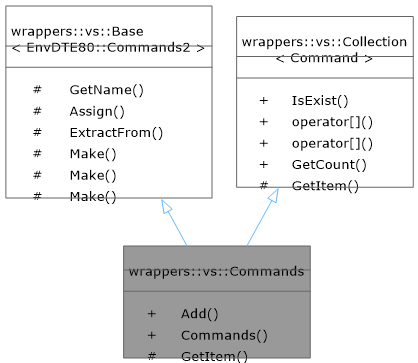 wrappers::vs::Base
< EnvDTE80::Commands2 >
# GetName()
# Assign()
# ExtractFrom()
# Make()
# Make()
# Make()
wrappers::vs::Collection
< Command >
+ IsExist()
+ operator[]()
+ operator[]()
+ GetCount()
# GetItem()
wrappers::vs::Commands
+ Add()
+ Commands()
# GetItem()